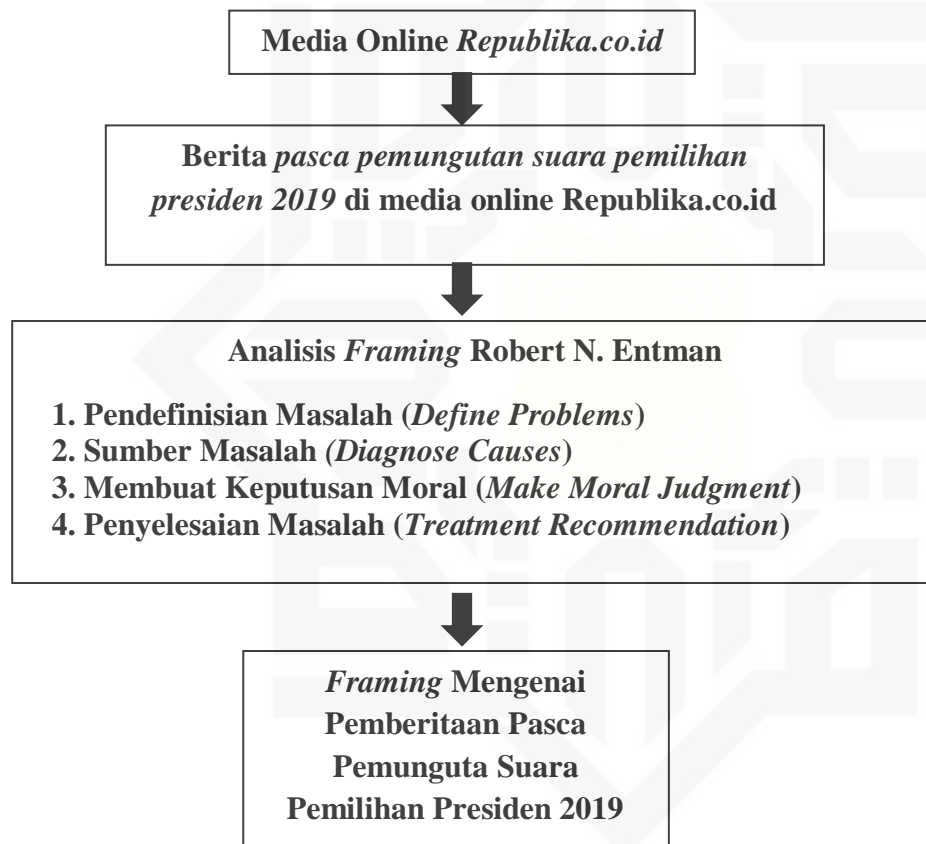 Media Online Republika.co.id
Berita pasca pemungutan suara pemilihan
presiden 2019 di media online Republika.co.id
Analisis Framing Robert N. Entman
1. Pendefinisian Masalah (Define Problems)
2. Sumber Masalah (Diagnose Causes)
3. Membuat Keputusan Moral (Make Moral Judgment)
4. Penyelesaian Masalah (Treatment Recommendation)
Framing Mengenai
Pemberitaan Pasca
Pemunguta Suara
Pemilihan Presiden 2019